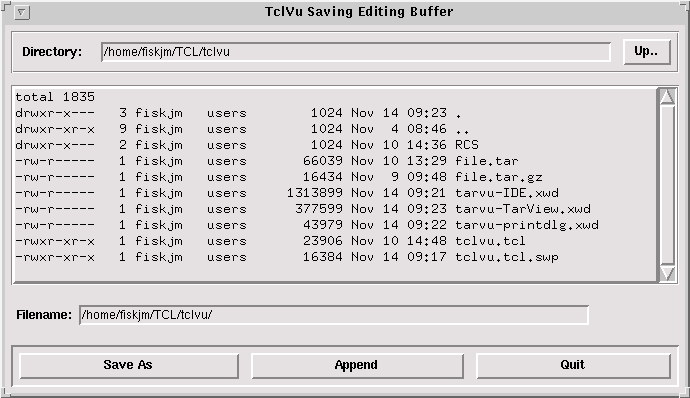 TclVu Saving Editing Buffer
Directory: /home/fiskjm/TCL/tclvu Up..
total 1835
drwxr-x--- 3 fiskjm users 1024 Nov 14 09:23 .
drwxr-xr-x 9 fiskjm users 1024 Nov 4 08:46 ..
drwxr-x--- 2 fiskjm users 1024 Nov 10 14:36 RCS
-rw-r----- 1 fiskjm users 66039 Nov 10 13:29 file.tar
-rw-r----- 1 fiskjm users 16434 Nov 9 09:48 file.tar.gz
-rw-r----- 1 fiskjm users 1313899 Nov 14 09:21 tarvu-IDE.xwd
-rw-r----- 1 fiskjm users 377599 Nov 14 09:23 tarvu-TarView.xwd
-rw-r----- 1 fiskjm users 43979 Nov 14 09:22 tarvu-printdlg.xwd
-rwxr-xr-x 1 fiskjm users 23906 Nov 10 14:48 tclvu.tcl
-rwxr-xr-x 1 fiskjm users 16384 Nov 14 09:17 tclvu.tcl.swp
Filename: /home/fiskjm/TCL/tclvu/
Save As Append Quit